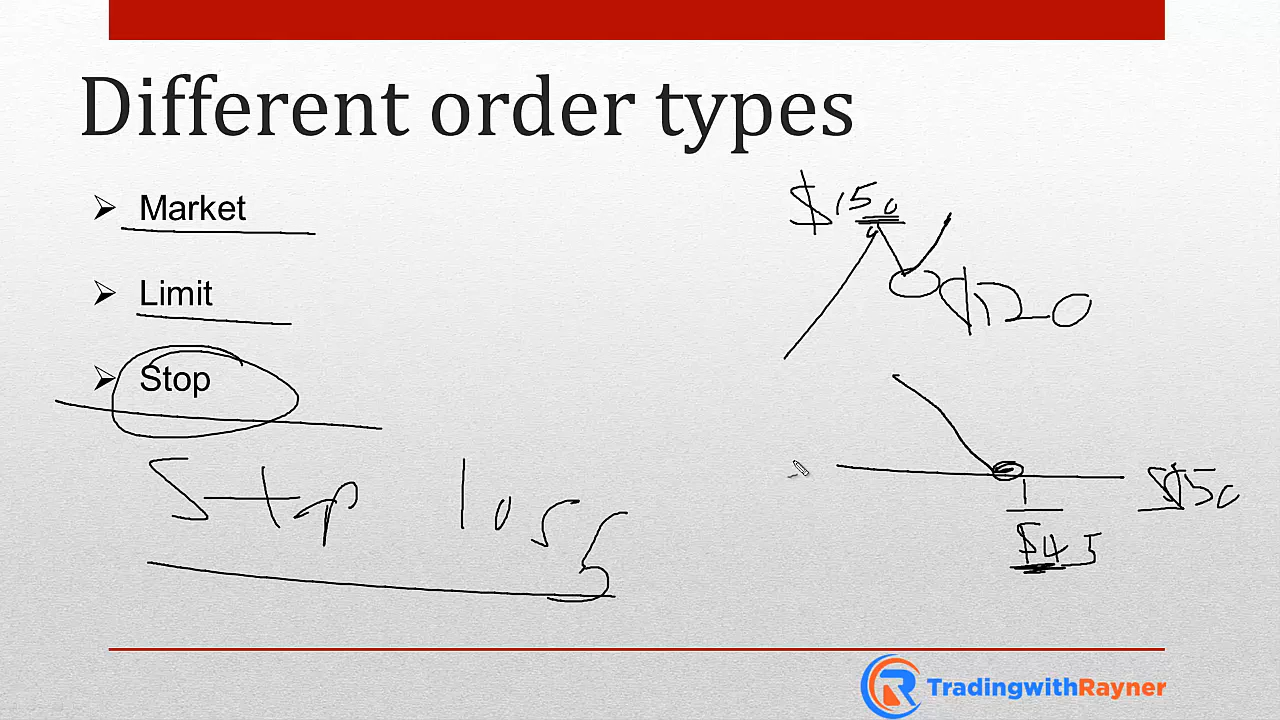 Different order types
➢ Market
➢ Limit
➢ Stop
Stop loss
$150
$120
$50
$45
TradingwithRayner